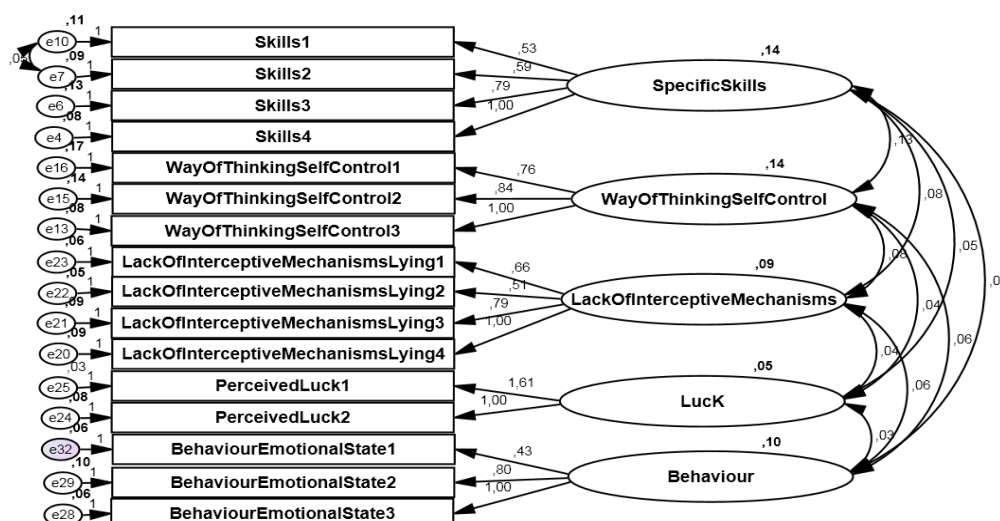 ,11
e10 1 Skills1 ,53 ,14
,09
e7 1 Skills2 ,59 SpecificSkills
,13
e6 1 Skills3 ,79
,08
e4 1 Skills4 1,00
,13
,17
e16 1 WayOfThinkingSelfControl1 ,76 ,14
,14
e15 1 WayOfThinkingSelfControl2 ,84 WayOfThinkingSelfControl
,08
e13 1 WayOfThinkingSelfControl3 1,00
,08
,05
,06
e23 1 LackOfInterceptiveMechanismsLying1 ,66 ,09
,08
,05
e22 1 LackOfInterceptiveMechanismsLying2 ,51 LackOfInterceptiveMechanisms
,04
,09
e21 1 LackOfInterceptiveMechanismsLying3 ,79
,06
,09
e20 1 LackOfInterceptiveMechanismsLying4 1,00
,04
,03
e25 1 PerceivedLuck1 1,61 ,05
,06
,08
e24 1 PerceivedLuck2 1,00 LucK
,03
,06
e32 1 BehaviourEmotionalState1 ,43 ,10
,10
e29 1 BehaviourEmotionalState2 ,80 Behaviour
,06
e28 1 BehaviourEmotionalState3 1,00